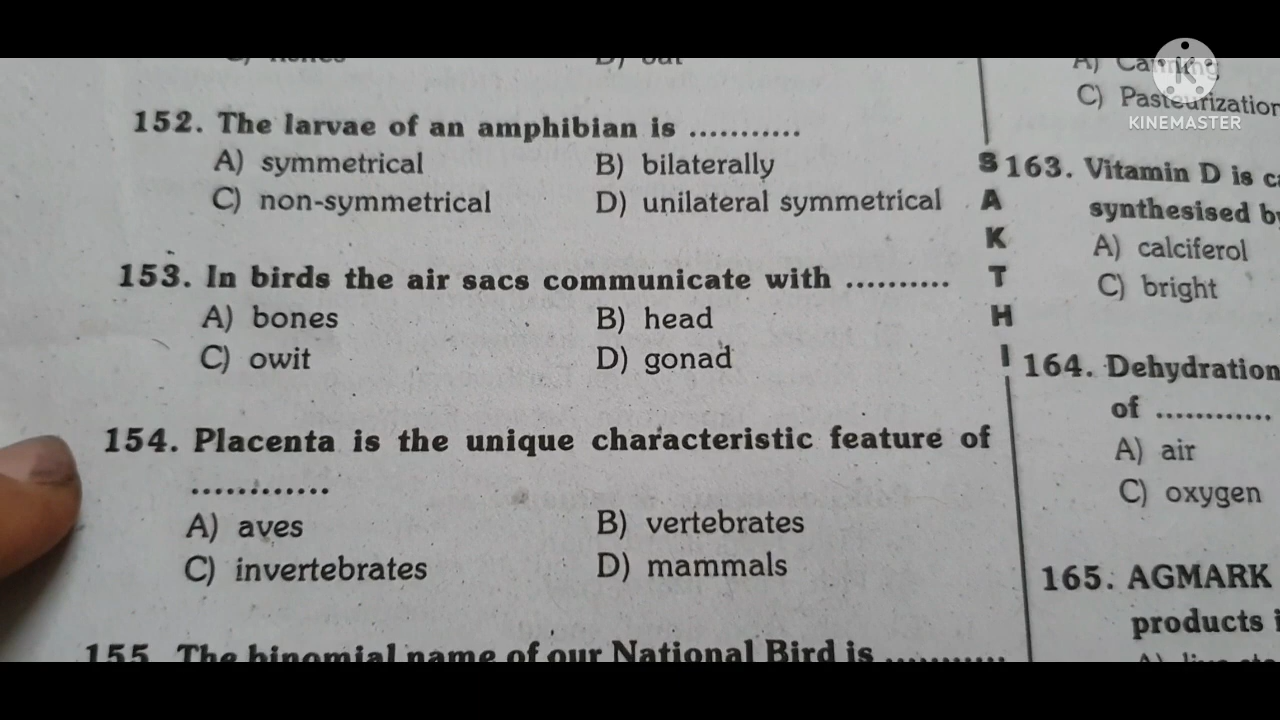 152. The larvae of an amphibian is ...........
A) symmetrical B) bilaterally
C) non-symmetrical D) unilateral symmetrical
153. In birds the air sacs communicate with ..........
A) bones B) head
C) owit D) gonad
154. Placenta is the unique characteristic feature of
............
A) aves B) vertebrates
C) invertebrates D) mammals
155. The binomial name of our National Bird is ...........
S
A
K
T
H
I
A) Canning
C) Pasteurization
163. Vitamin D is
synthesised
A) calciferol
C) bright
164. Dehydration
of ............
A) air
C) oxygen
165. AGMARK
products
K
KINEMASTER